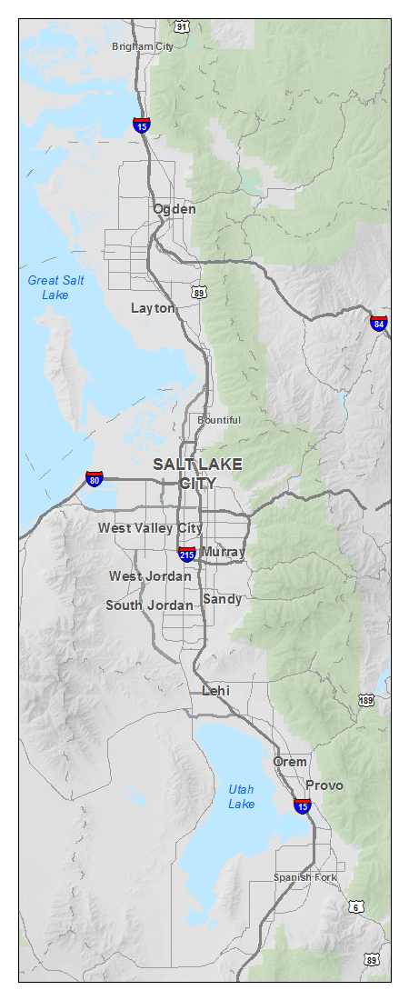 91
Brigham City
15
Ogden
Great Salt
Lake
89
Layton
84
Bountiful
SALT LAKE
CITY
80
West Valley City
215
Murray
West Jordan
Sandy
South Jordan
Lehi
189
Orem
Provo
Utah
Lake
15
Spanish Fork
6
89